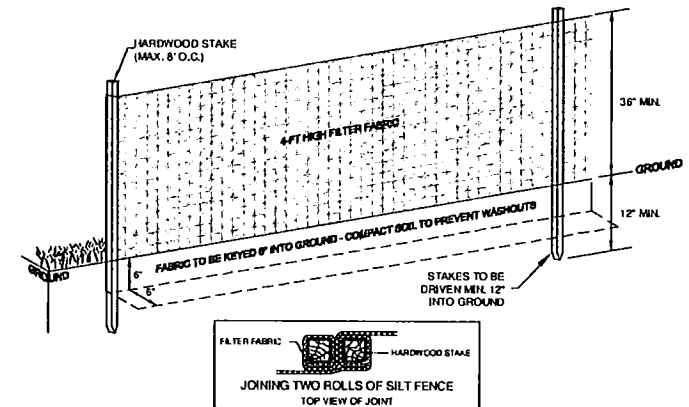 HARDWOOD STAKE
(MAX. 8' O.C.)
4-FT HIGH FILTER FABRIC
36" MIN.
GROUND
12" MIN.
FABRIC TO BE KEYED 6" INTO GROUND - COMPACT SOIL TO PREVENT WASHOUTS
GROUND
6"
6"
STAKES TO BE
DRIVEN MIN. 12"
INTO GROUND
FILTER FABRIC
HARDWOOD STAKE
JOINING TWO ROLLS OF SILT FENCE
TOP VIEW OF JOINT